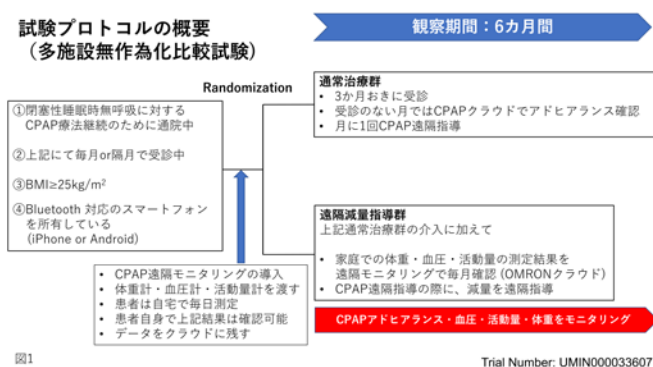 試験プロトコルの概要
（多施設無作為化比較試験）
観察期間：6カ月間
Randomization
①閉塞性睡眠時無呼吸に対する
CPAP療法継続のために通院中
②上記にて毎月or隔月で受診中
③BMI≥25kg/m²
④Bluetooth 対応のスマートフォン
を所有している
(iPhone or Android)
通常治療群
• 3か月おきに受診
• 受診のない月ではCPAPクラウドでアドヒアランス確認
• 月に1回CPAP遠隔指導
遠隔減量指導群
上記通常治療群の介入に加えて
• 家庭での体重・血圧・活動量の測定結果を
遠隔モニタリングで毎月確認 (OMRONクラウド)
• CPAP遠隔指導の際に、減量を遠隔指導
• CPAP遠隔モニタリングの導入
• 体重計・血圧計・活動量計を渡す
• 患者は自宅で毎日測定
• 患者自身で上記結果は確認可能
• データをクラウドに残す
CPAPアドヒアランス・血圧・活動量・体重をモニタリング
図1
Trial Number: UMIN000033607